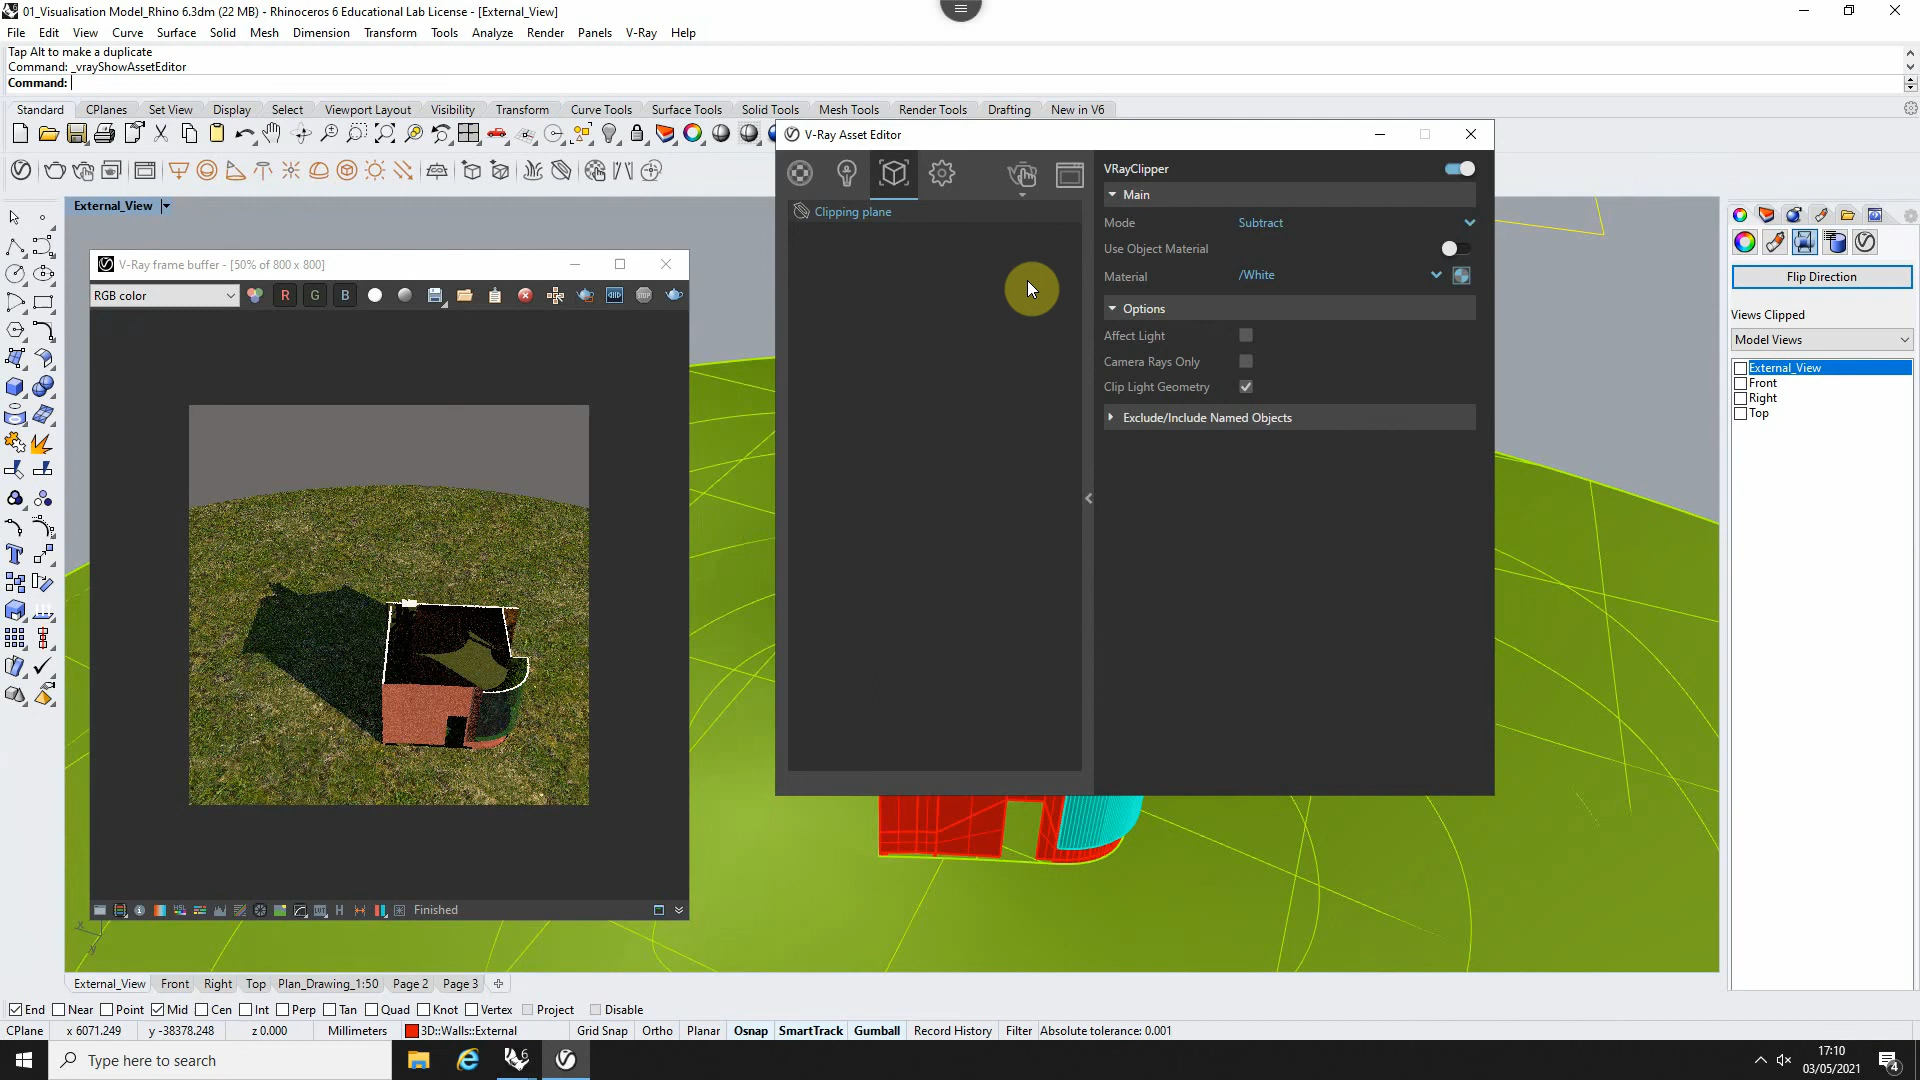 01_Visualisation Model_Rhino 6.3dm (22 MB) - Rhinoceros 6 Educational Lab License - [External_View]
File Edit View Curve Surface Solid Mesh Dimension Transform Tools Analyze Render Panels V-Ray Help
Tap Alt to make a duplicate
Command: _vrayShowAssetEditor
Command:
Standard CPlanes Set View Display Select Viewport Layout Visibility Transform Curve Tools Surface Tools Solid Tools Mesh Tools Render Tools Drafting New in V6
V-Ray Asset Editor
External_View
V-Ray frame buffer - [50% of 800 x 800]
RGB color R G B
Finished
Clipping plane
VRayClipper
Main
Mode Subtract
Use Object Material
Material /White
Options
Affect Light
Camera Rays Only
Clip Light Geometry
Exclude/Include Named Objects
Flip Direction
Views Clipped
Model Views
External_View
Front
Right
Top
External_View Front Right Top Plan_Drawing_1:50 Page 2 Page 3
End Near Point Mid Cen Int Perp Tan Quad Knot Vertex Project Disable
CPlane x 6071.249 y -38378.248 z 0.000 Millimeters 3D::Walls::External Grid Snap Ortho Planar Osnap SmartTrack Gumball Record History Filter Absolute tolerance: 0.001
Type here to search
17:10
03/05/2021
4